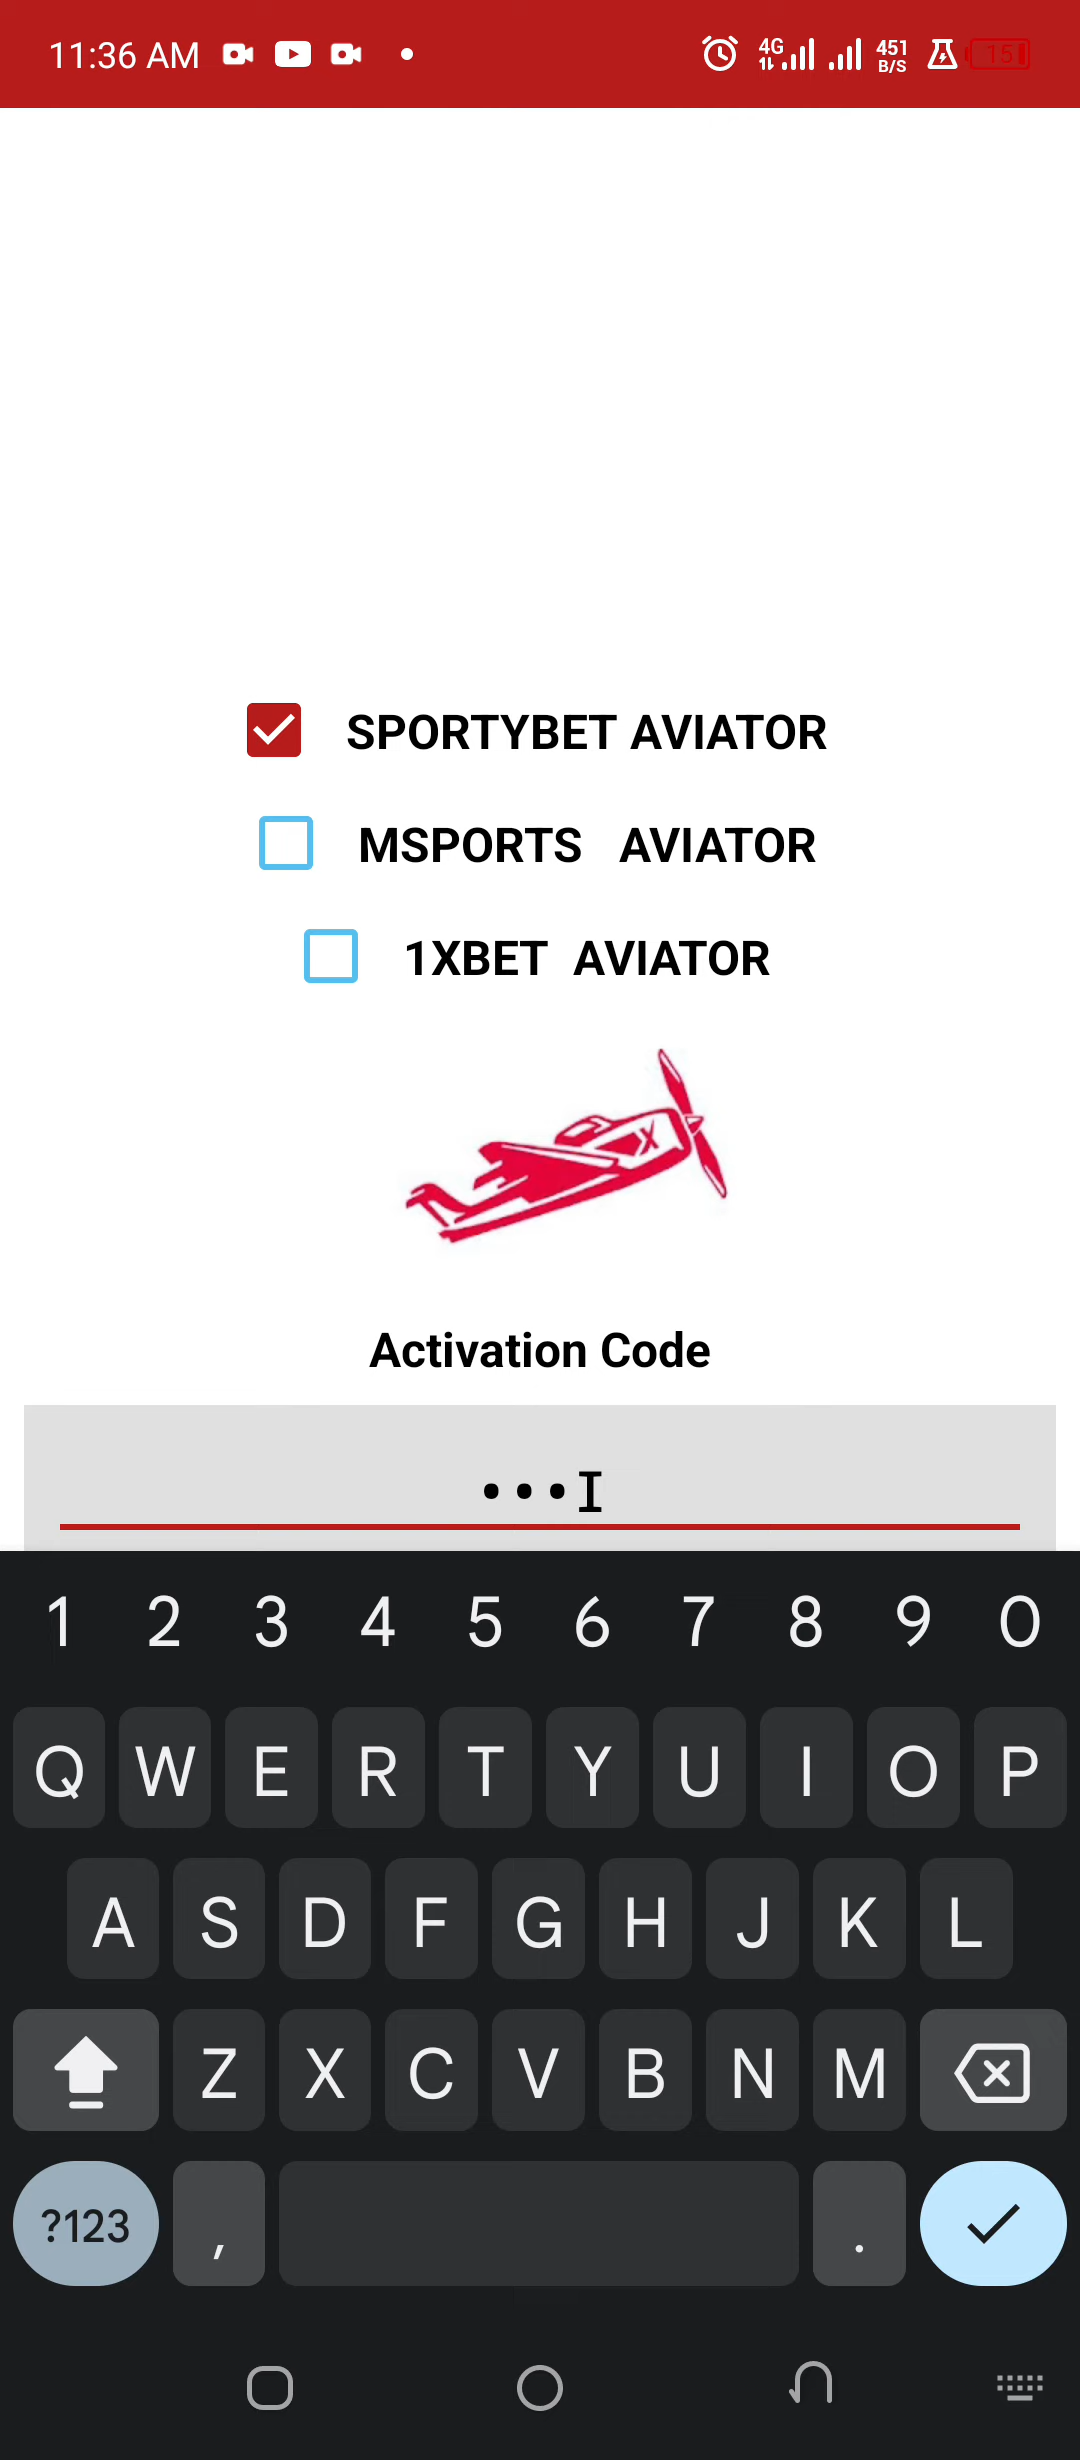 11:36 AM 4G 451 B/S 15
SPORTYBET AVIATOR
MSPORTS AVIATOR
1XBET AVIATOR
X
Activation Code
•••I
1 2 3 4 5 6 7 8 9 0
Q W E R T Y U I O P
A S D F G H J K L
Z X C V B N M
?123 , .